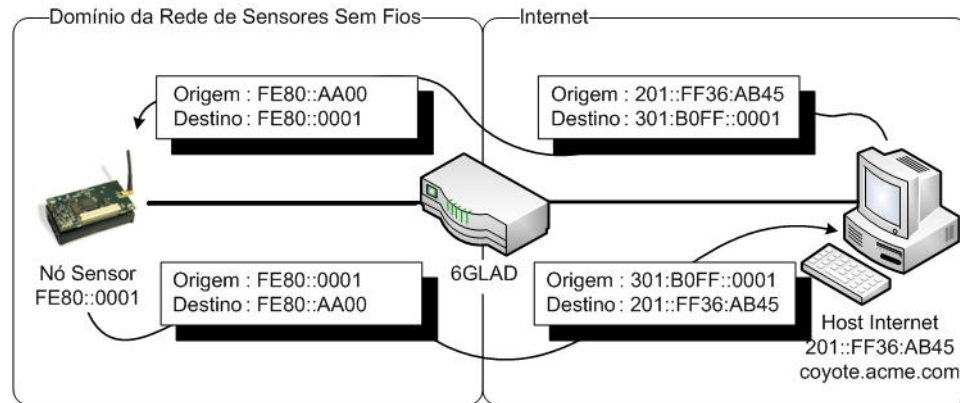 Domínio da Rede de Sensores Sem Fios
Internet
Origem : FE80::AA00
Destino : FE80::0001
Origem : 201::FF36:AB45
Destino : 301:B0FF::0001
Nó Sensor
FE80::0001
6GLAD
Origem : FE80::0001
Destino : FE80::AA00
Origem : 301:B0FF::0001
Destino : 201::FF36:AB45
Host Internet
201::FF36:AB45
coyote.acme.com